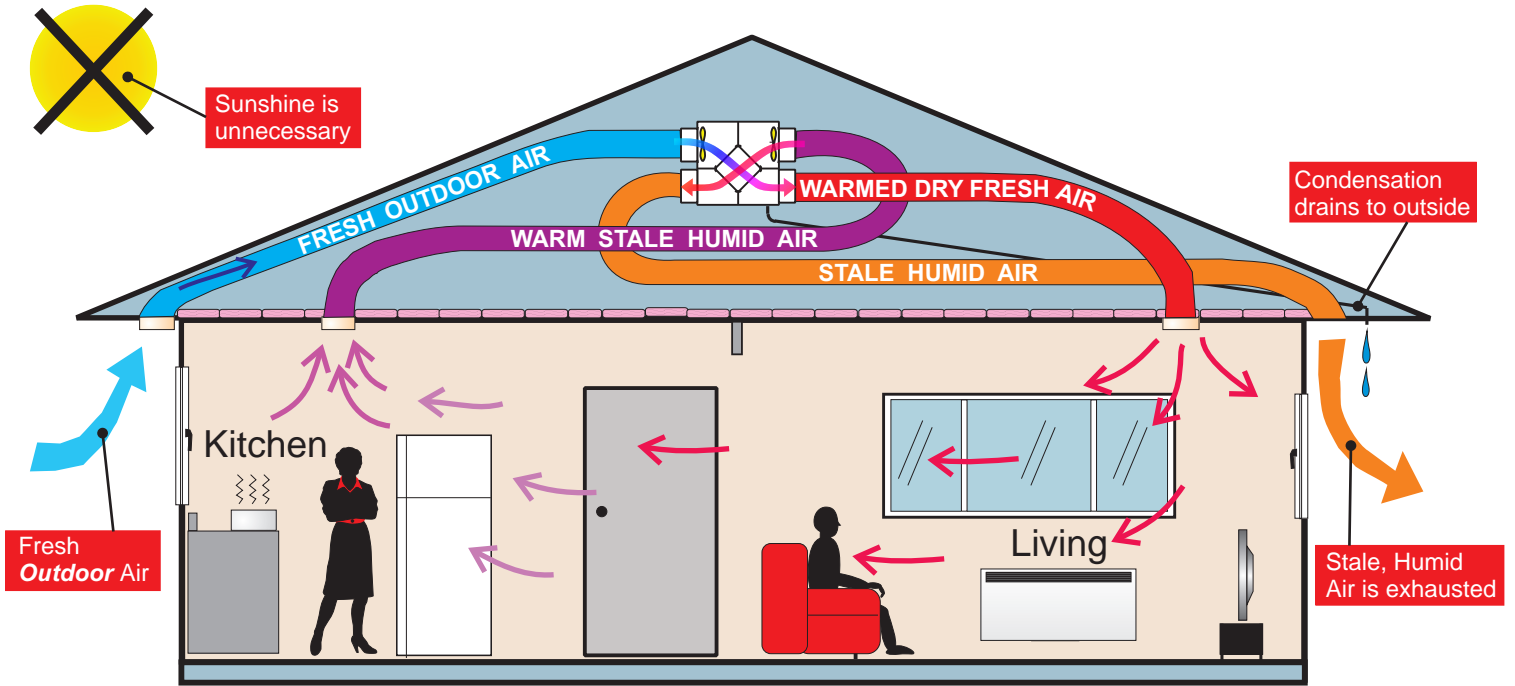 Sunshine is
unnecessary
FRESH OUTDOOR AIR
WARMED DRY FRESH AIR
WARM STALE HUMID AIR
STALE HUMID AIR
Condensation
drains to outside
Kitchen
Living
Fresh
Outdoor Air
Stale, Humid
Air is exhausted